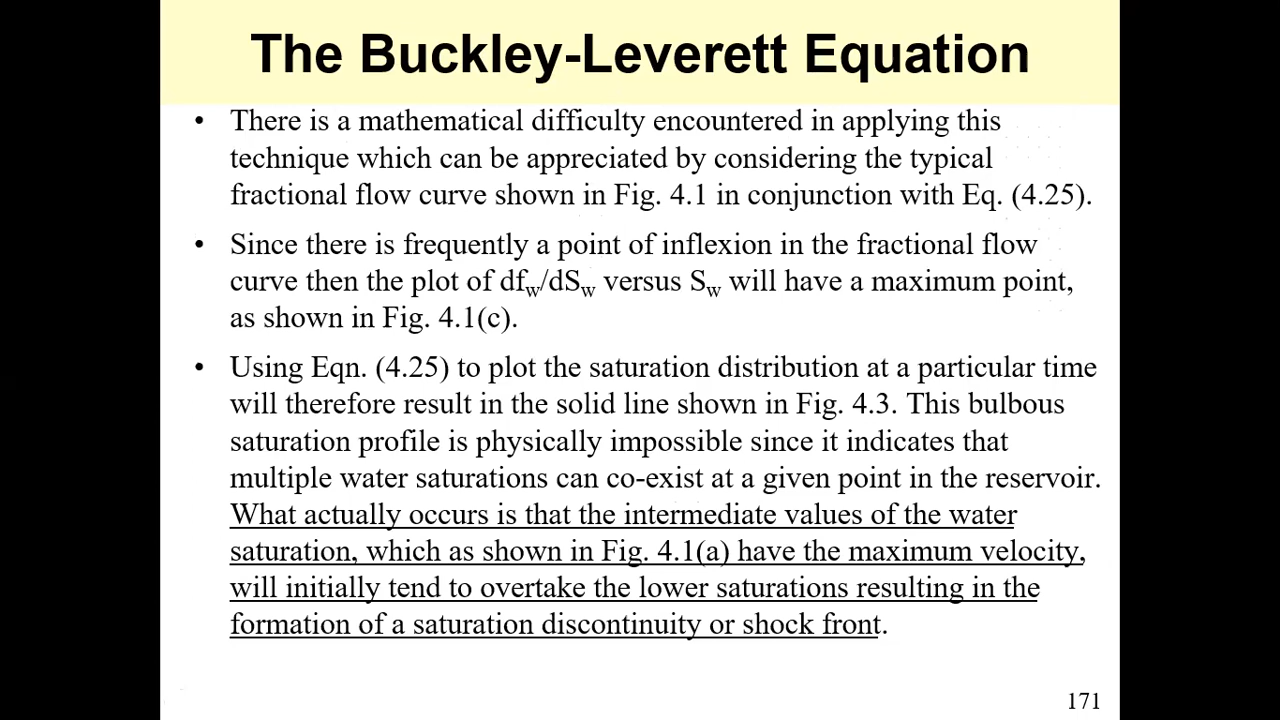 The Buckley-Leverett Equation
• There is a mathematical difficulty encountered in applying this
technique which can be appreciated by considering the typical
fractional flow curve shown in Fig. 4.1 in conjunction with Eq. (4.25).
• Since there is frequently a point of inflexion in the fractional flow
curve then the plot of dfw/dSw versus Sw will have a maximum point,
as shown in Fig. 4.1(c).
• Using Eqn. (4.25) to plot the saturation distribution at a particular time
will therefore result in the solid line shown in Fig. 4.3. This bulbous
saturation profile is physically impossible since it indicates that
multiple water saturations can co-exist at a given point in the reservoir.
What actually occurs is that the intermediate values of the water
saturation, which as shown in Fig. 4.1(a) have the maximum velocity,
will initially tend to overtake the lower saturations resulting in the
formation of a saturation discontinuity or shock front.
171